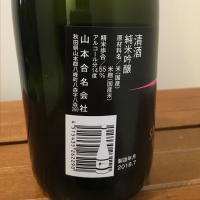 清酒
純米吟醸
原材料名／米(国産)
／米麹(国産米)
精米歩合／55%
アルコール分16度
山本合名会社
秋田県山本郡八峰町八森字八森269
製造年月
2018.7